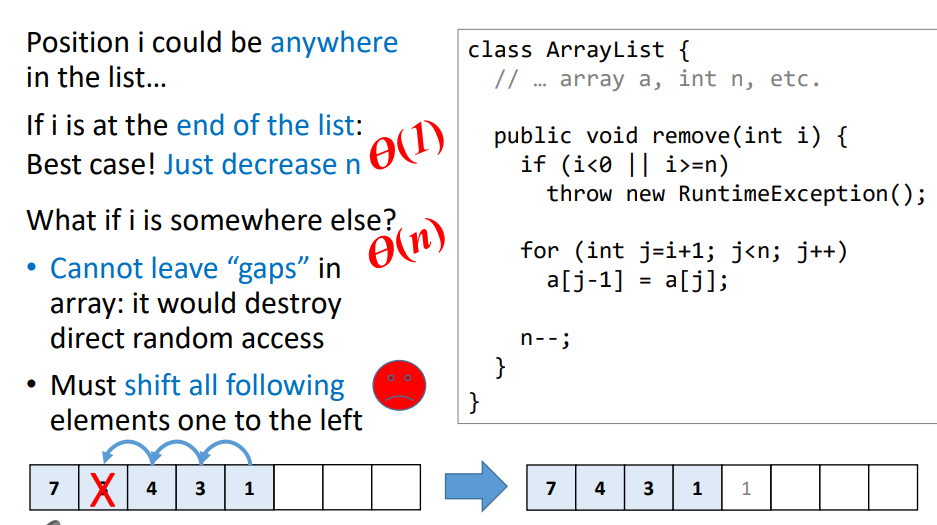 Position i could be anywhere
in the list…
If i is at the end of the list:
Best case! Just decrease n
Θ(1)
What if i is somewhere else?
Θ(n)
• Cannot leave “gaps” in
array: it would destroy
direct random access
• Must shift all following
elements one to the left
class ArrayList {
// … array a, int n, etc.
public void remove(int i) {
if (i<0 || i>=n)
throw new RuntimeException();
for (int j=i+1; j<n; j++)
a[j-1] = a[j];
n--;
}
}
7 4 3 1
7 4 3 1 1